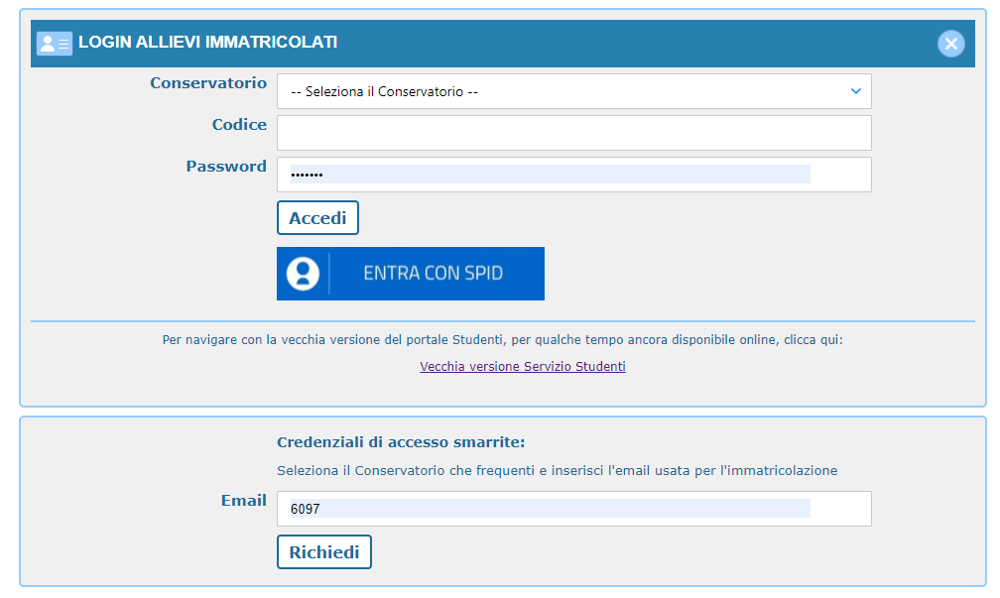 LOGIN ALLIEVI IMMATRICOLATI
Conservatorio
-- Seleziona il Conservatorio --
Codice
Password
•••••••
Accedi
ENTRA CON SPID
Per navigare con la vecchia versione del portale Studenti, per qualche tempo ancora disponibile online, clicca qui:
Vecchia versione Servizio Studenti
Credenziali di accesso smarrite:
Seleziona il Conservatorio che frequenti e inserisci l'email usata per l'immatricolazione
Email
6097
Richiedi